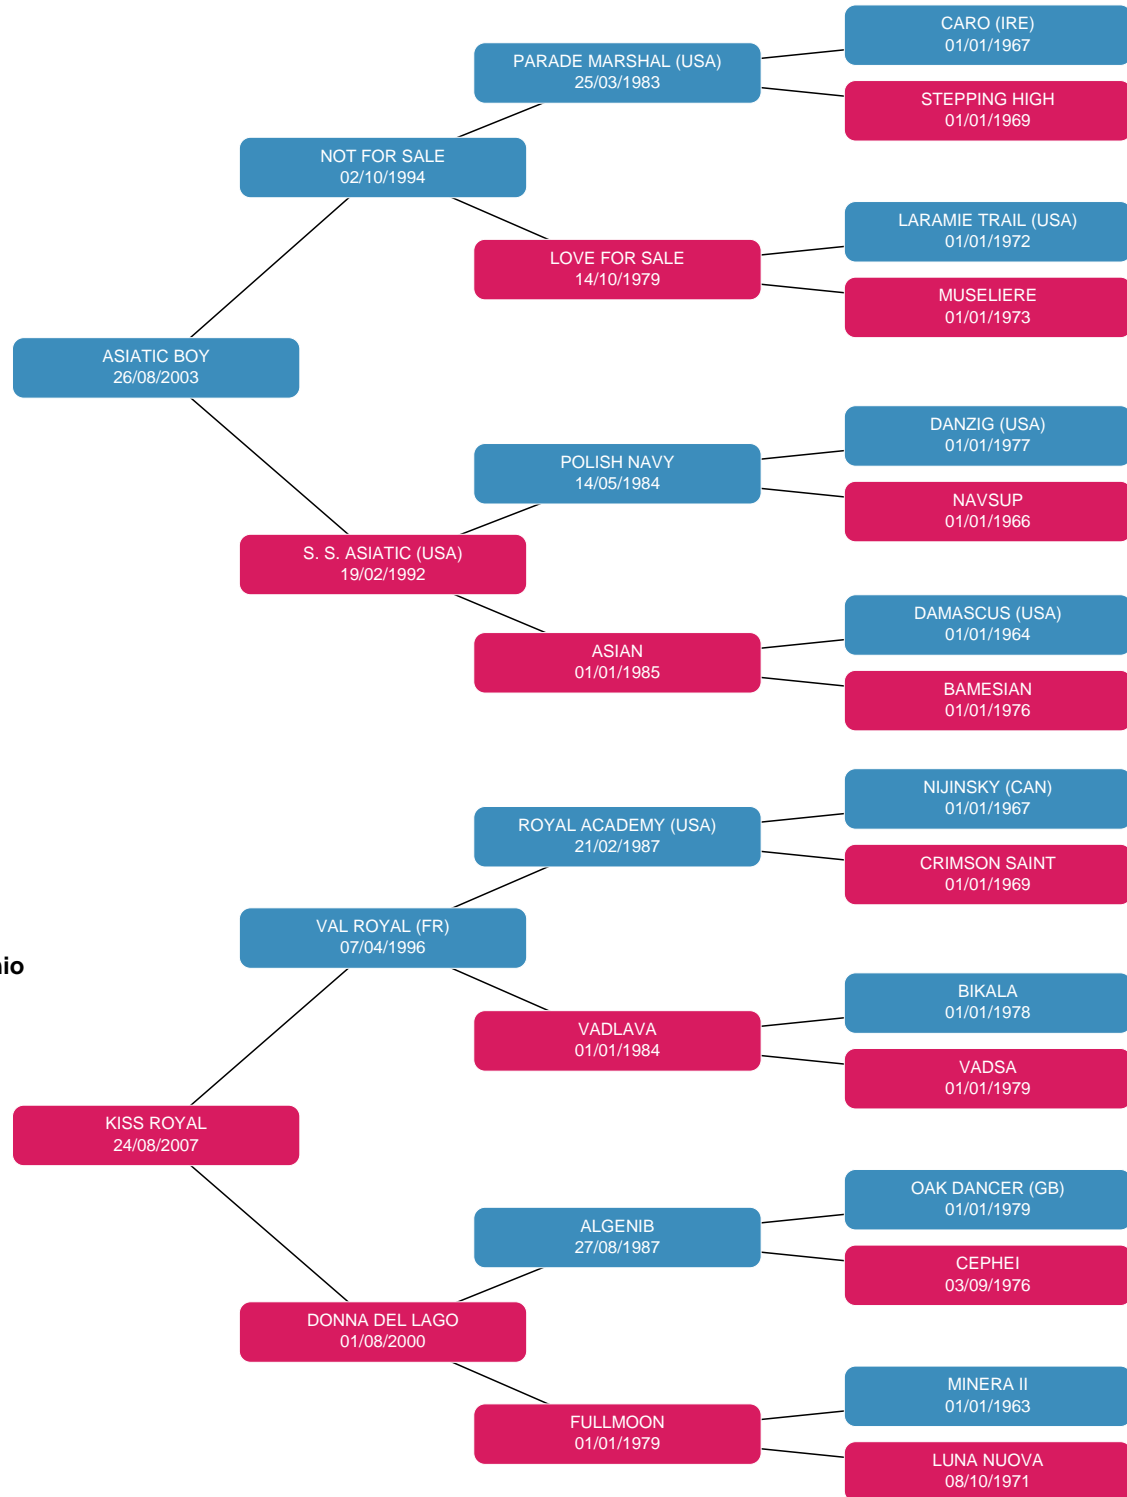 CARO (IRE)
01/01/1967
PARADE MARSHAL (USA)
25/03/1983
STEPPING HIGH
01/01/1969
NOT FOR SALE
02/10/1994
LARAMIE TRAIL (USA)
01/01/1972
LOVE FOR SALE
14/10/1979
MUSELIERE
01/01/1973
ASIATIC BOY
26/08/2003
DANZIG (USA)
01/01/1977
POLISH NAVY
14/05/1984
NAVSUP
01/01/1966
S. S. ASIATIC (USA)
19/02/1992
DAMASCUS (USA)
01/01/1964
ASIAN
01/01/1985
BAMESIAN
01/01/1976
NIJINSKY (CAN)
01/01/1967
ROYAL ACADEMY (USA)
21/02/1987
CRIMSON SAINT
01/01/1969
VAL ROYAL (FR)
07/04/1996
nio
BIKALA
01/01/1978
VADLAVA
01/01/1984
VADSA
01/01/1979
KISS ROYAL
24/08/2007
OAK DANCER (GB)
01/01/1979
ALGENIB
27/08/1987
CEPHEI
03/09/1976
DONNA DEL LAGO
01/08/2000
MINERA II
01/01/1963
FULLMOON
01/01/1979
LUNA NUOVA
08/10/1971